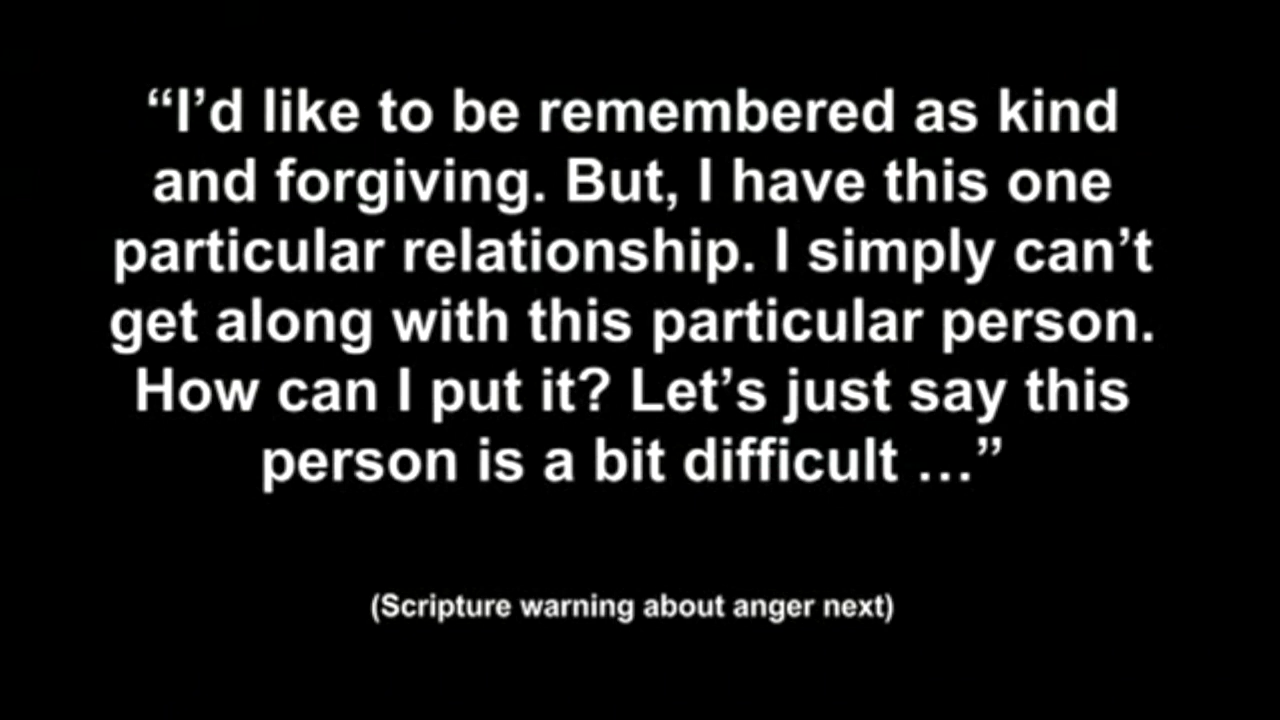 “I’d like to be remembered as kind
and forgiving. But, I have this one
particular relationship. I simply can’t
get along with this particular person.
How can I put it? Let’s just say this
person is a bit difficult …”
(Scripture warning about anger next)